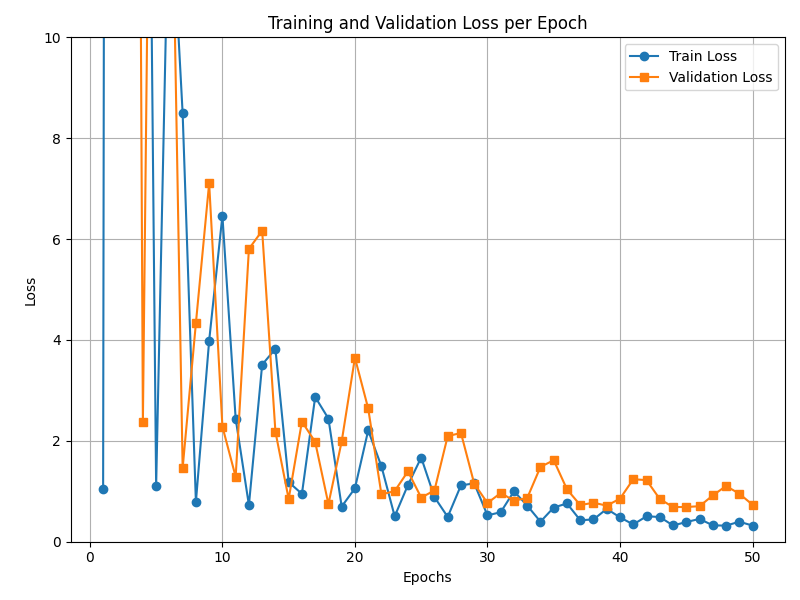 Training and Validation Loss per Epoch
Train Loss
Validation Loss
10
8
6
4
2
0
Loss
0 10 20 30 40 50
Epochs